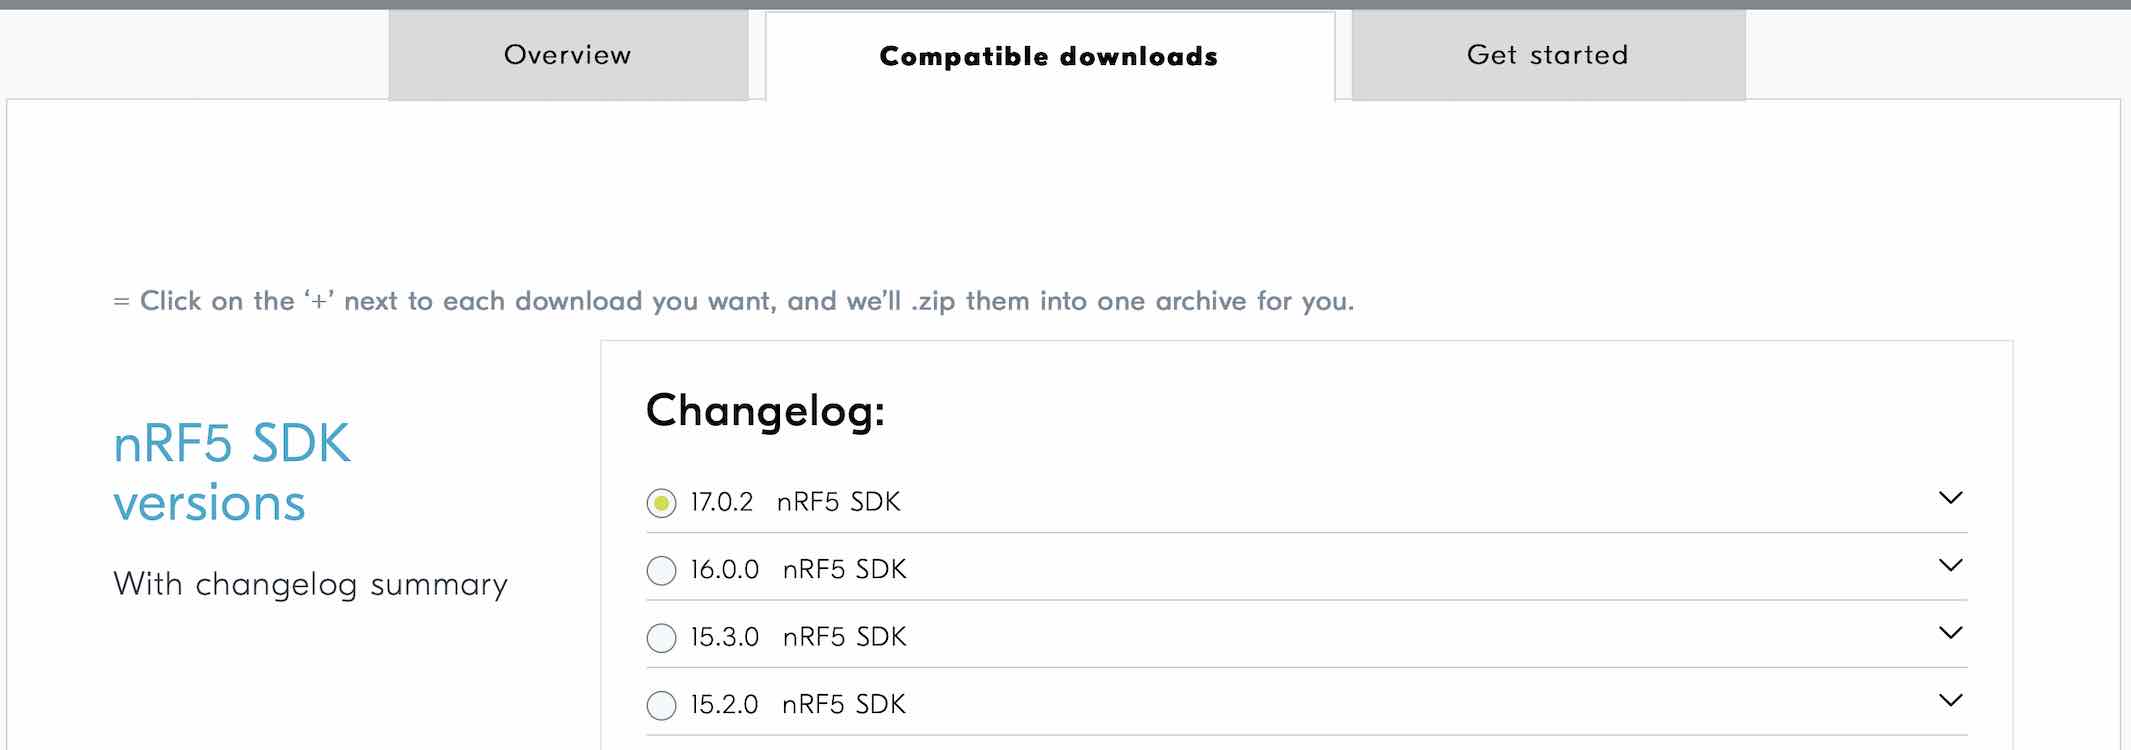 Overview
Compatible downloads
Get started
= Click on the ‘+’ next to each download you want, and we’ll .zip them into one archive for you.
nRF5 SDK
versions
With changelog summary
Changelog:
17.0.2 nRF5 SDK
16.0.0 nRF5 SDK
15.3.0 nRF5 SDK
15.2.0 nRF5 SDK